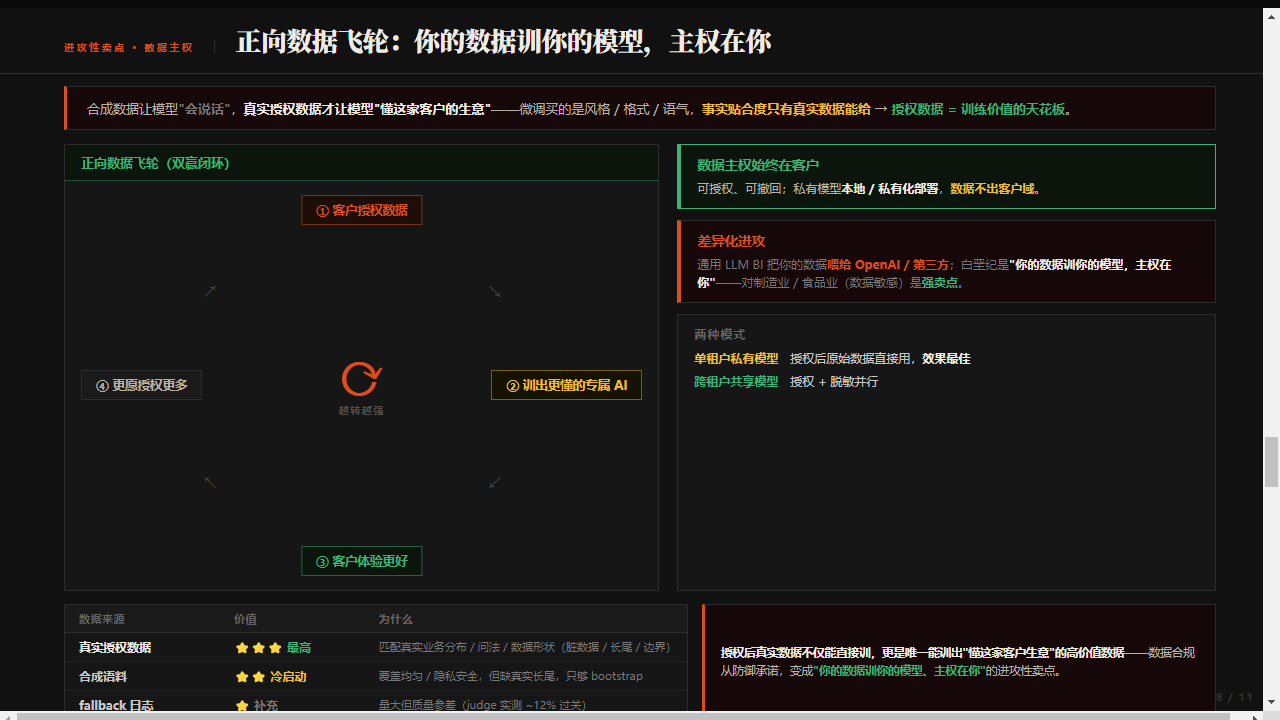 进攻性卖点 • 数据主权
正向数据飞轮：你的数据训你的模型，主权在你
合成数据让模型"会说话"，真实授权数据才让模型"懂这家客户的生意"——微调买的是风格 / 格式 / 语气，事实贴合度只有真实数据能给 → 授权数据 = 训练价值的天花板。
正向数据飞轮（双赢闭环）
① 客户授权数据
↗
↘
④ 更愿授权更多
越转越强
② 训出更懂的专属 AI
↖
↙
③ 客户体验更好
数据主权始终在客户
可授权、可撤回；私有模型本地 / 私有化部署，数据不出客户域。
差异化进攻
通用 LLM BI 把你的数据喂给 OpenAI / 第三方；白垩纪是"你的数据训你的模型，主权在
你"——对制造业 / 食品业（数据敏感）是强卖点。
两种模式
单租户私有模型 授权后原始数据直接用，效果最佳
跨租户共享模型 授权 + 脱敏并行
数据来源 价值 为什么
真实授权数据 ⭐⭐⭐ 最高 匹配真实业务分布 / 问法 / 数据形状（脏数据 / 长尾 / 边界）
合成语料 ⭐⭐ 冷启动 覆盖均匀 / 隐私安全，但缺真实长尾，只够 bootstrap
fallback 日志 ⭐ 补充 量大但质量参差（judge 实测 ~12% 过关）
授权后真实数据不仅能直接训，更是唯一能训出"懂这家客户生意"的高价值数据——数据合规
从防御承诺，变成"你的数据训你的模型、主权在你"的进攻性卖点。
8 / 11